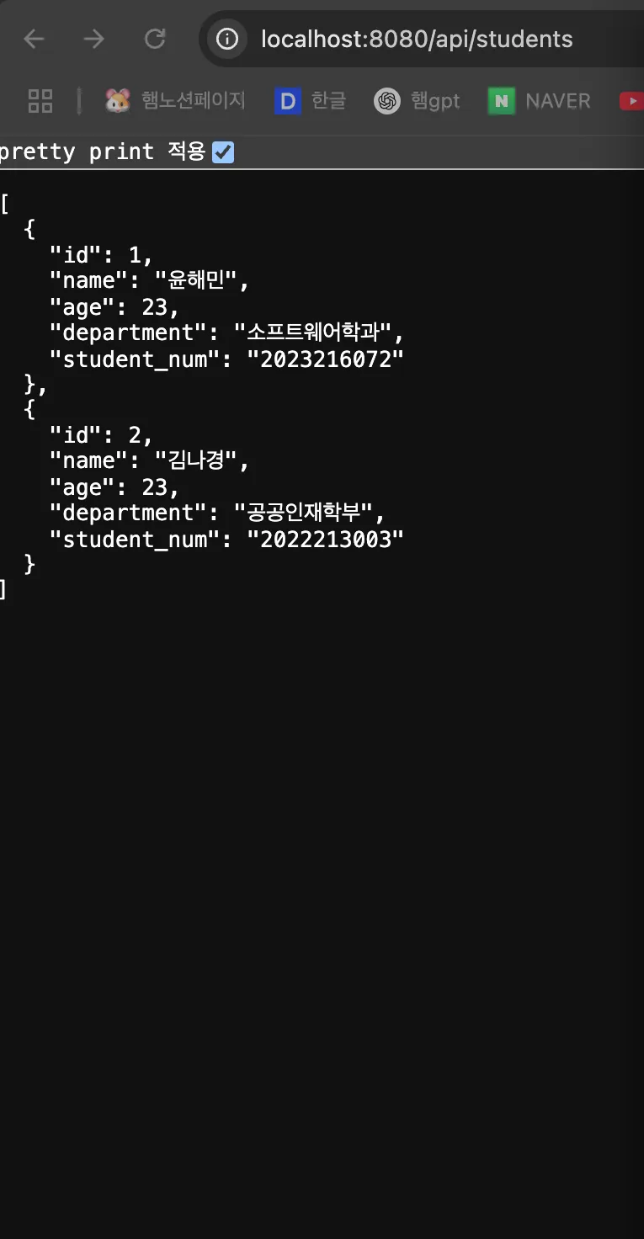 localhost:8080/api/students
햄노션페이지 D 한글 햄gpt N NAVER
pretty print 적용
[
  {
    "id": 1,
    "name": "윤해민",
    "age": 23,
    "department": "소프트웨어학과",
    "student_num": "2023216072"
  },
  {
    "id": 2,
    "name": "김나경",
    "age": 23,
    "department": "공공인재학부",
    "student_num": "2022213003"
  }
]